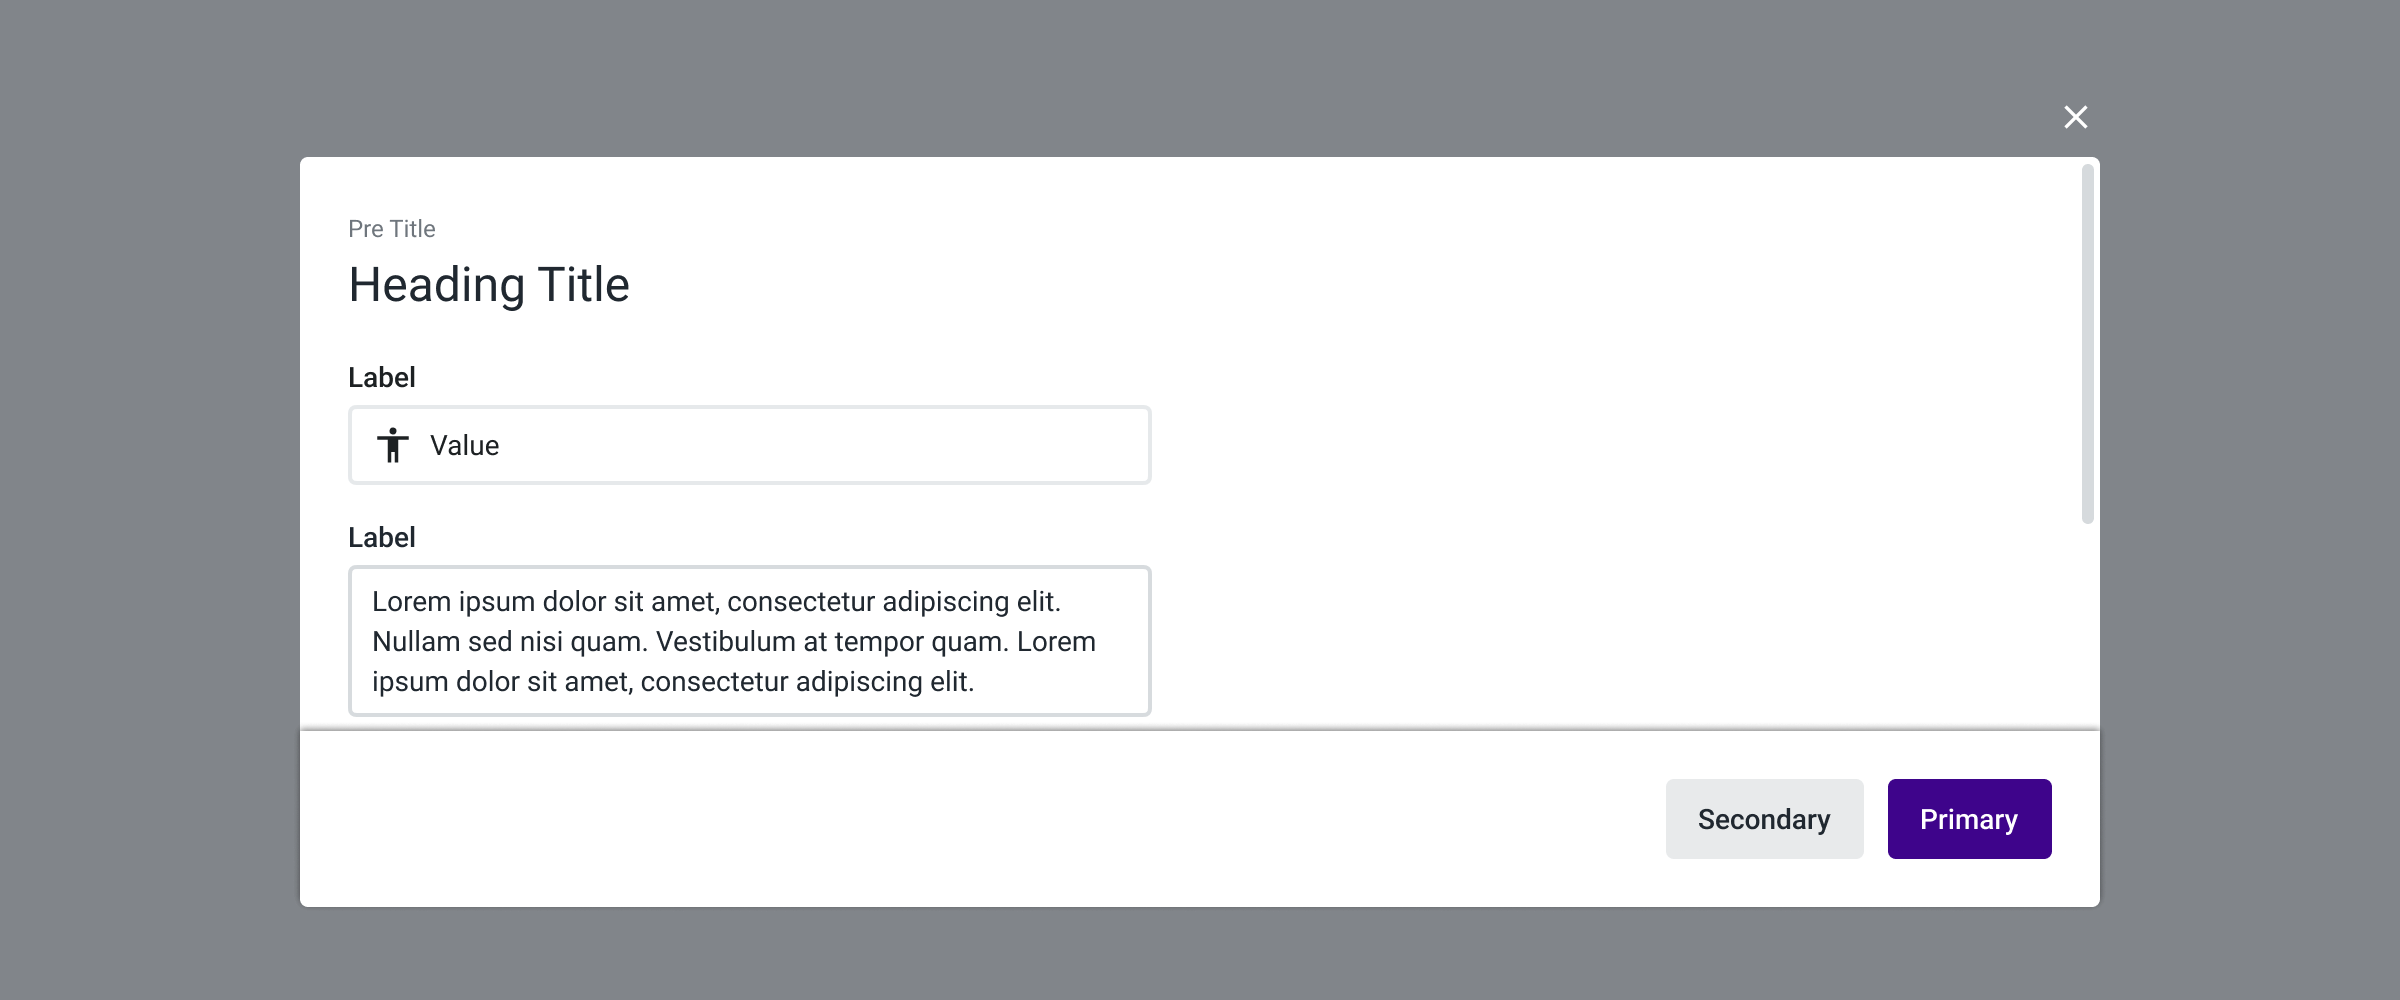 Pre Title
Heading Title
Label
Value
Label
Lorem ipsum dolor sit amet, consectetur adipiscing elit.
Nullam sed nisi quam. Vestibulum at tempor quam. Lorem
ipsum dolor sit amet, consectetur adipiscing elit.
Secondary
Primary